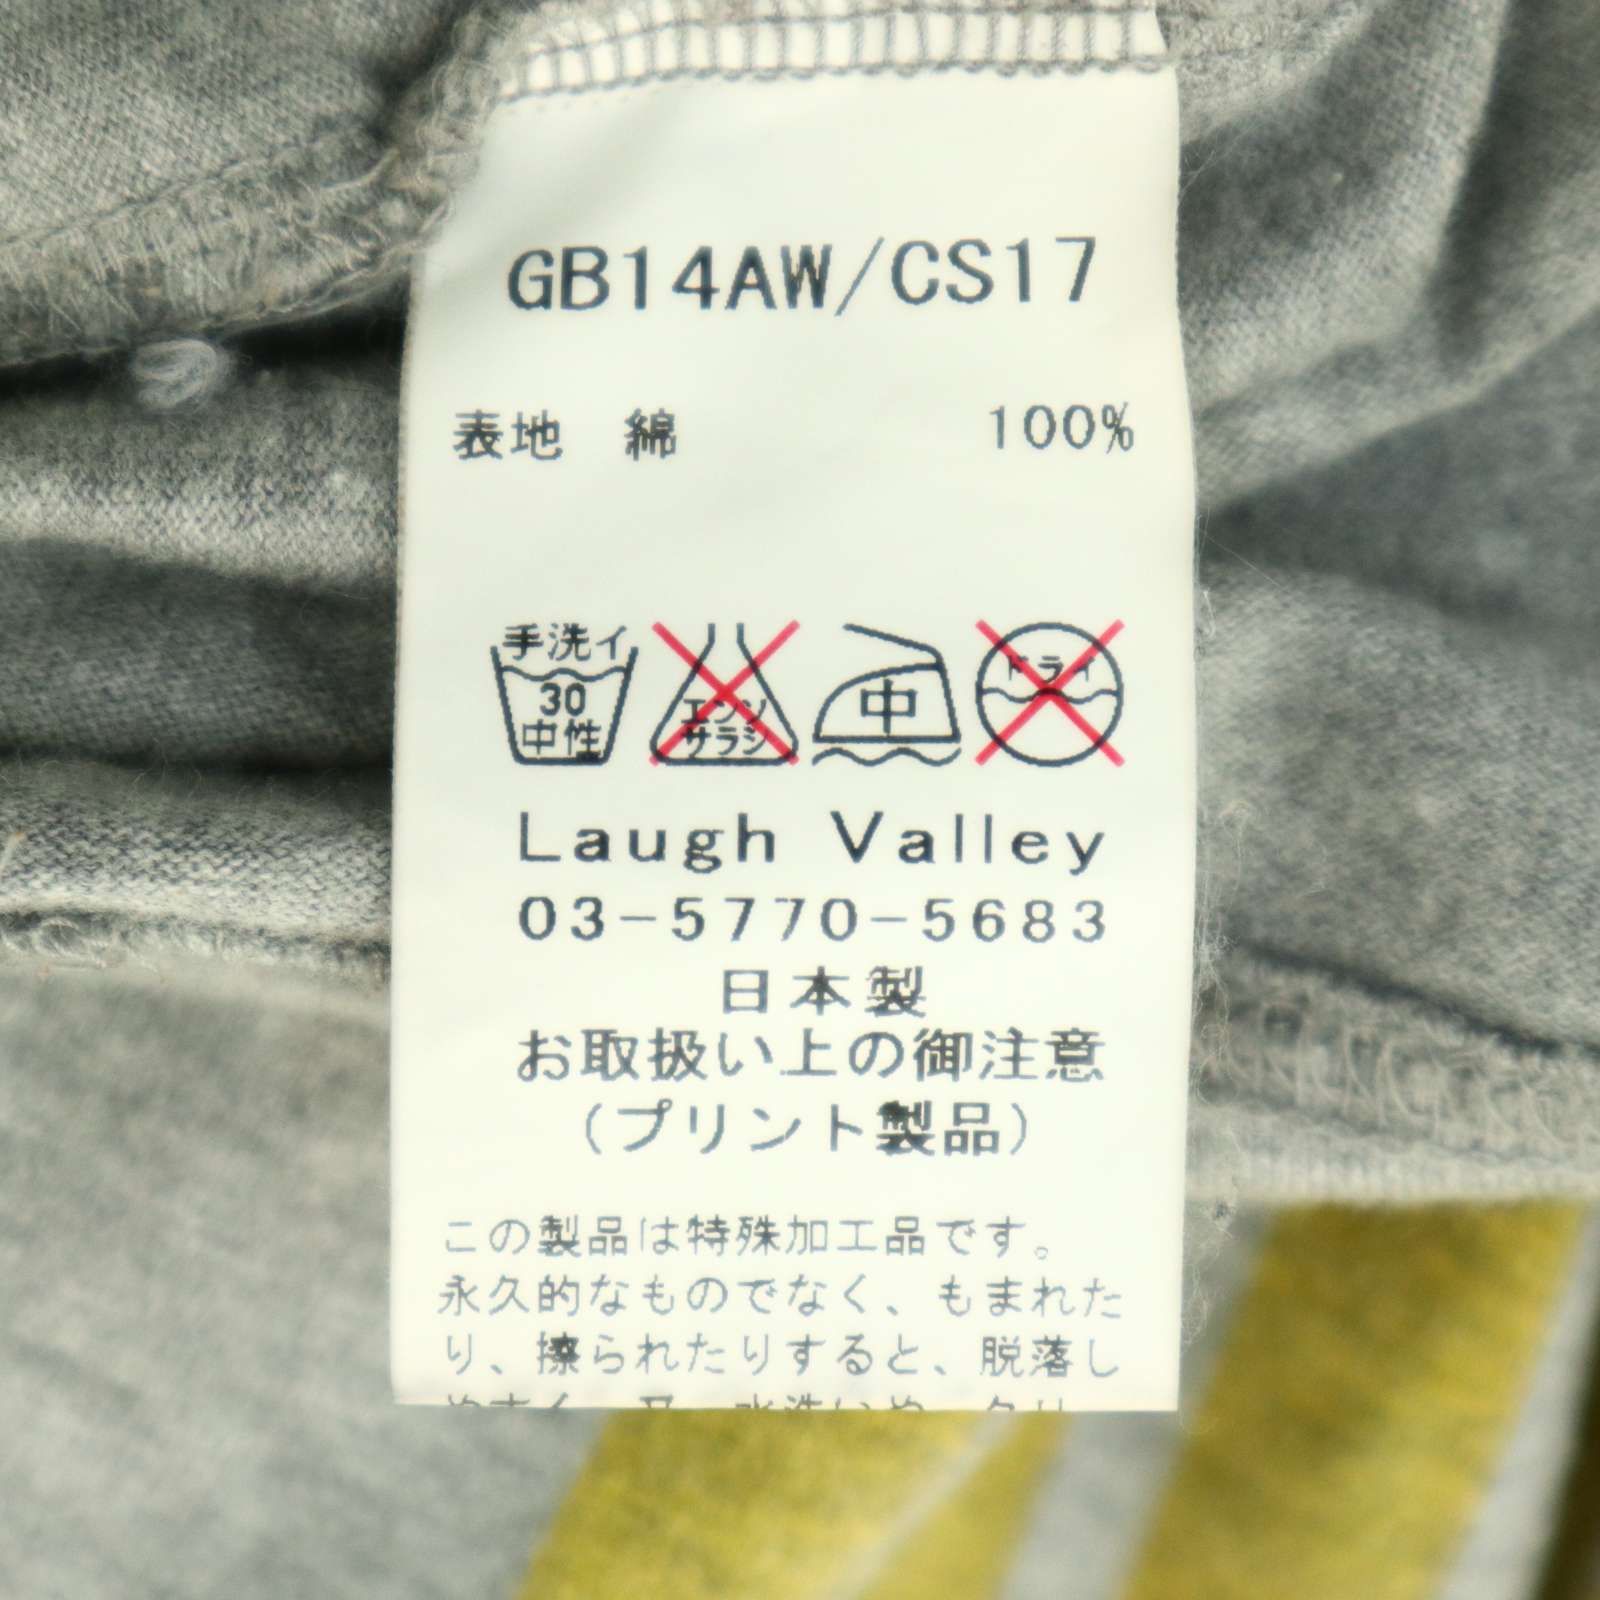 GB14AW/CS17
表地 綿 100%
手洗イ
30
中性
エンソ
サラシ
中
ドライ
Laugh Valley
03-5770-5683
日本製
お取扱い上の御注意
(プリント製品)
この製品は特殊加工品です。
永久的なものでなく、もまれた
り、擦られたりすると、脱落し